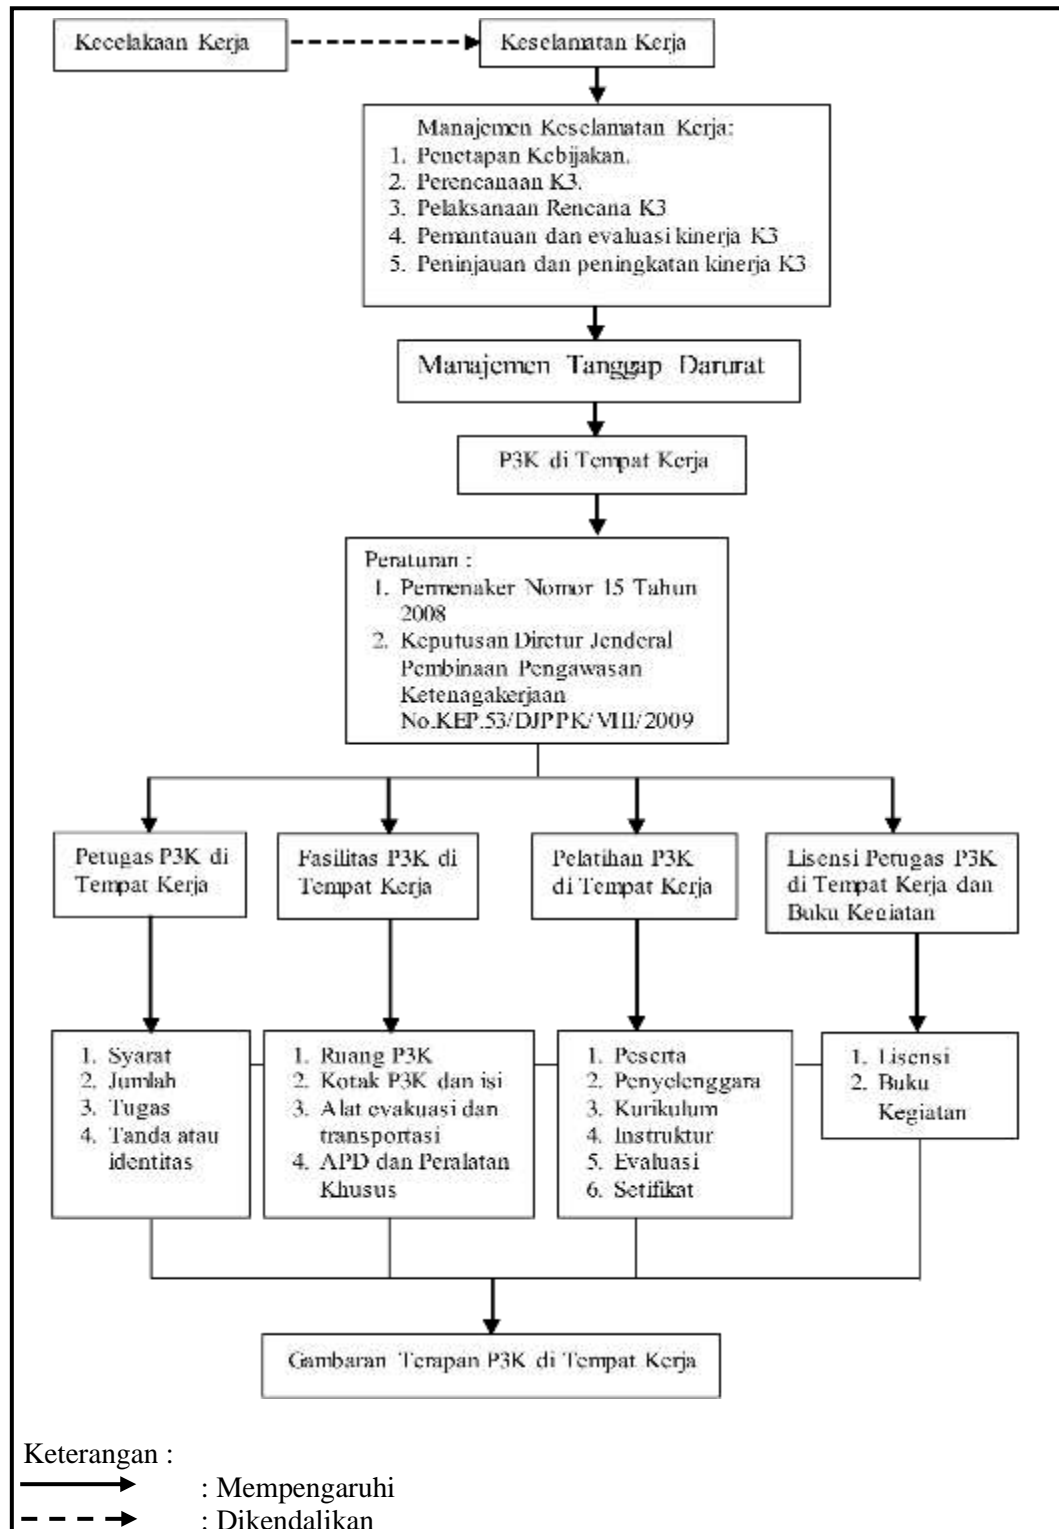 Kecelakaan Kerja
Keselamatan Kerja
Manajemen Keselamatan Kerja:
1. Penetapan Kebijakan.
2. Perencanaan K3.
3. Pelaksanaan Rencana K3
4. Pemantauan dan evaluasi kinerja K3
5. Peninjauan dan peningkatan kinerja K3
Manajemen Tanggap Darurat
P3K di Tempat Kerja
Peraturan :
1. Permenaker Nomor 15 Tahun
2008
2. Keputusan Diretur Jenderal
Pembinaan Pengawasan
Ketenagakerjaan
No.KEP.53/DJPPK/VIII/2009
Petugas P3K di
Tempat Kerja
Fasilitas P3K di
Tempat Kerja
Pelatihan P3K
di Tempat Kerja
Lisensi Petugas P3K
di Tempat Kerja dan
Buku Kegiatan
1. Syarat
2. Jumlah
3. Tugas
4. Tanda atau
identitas
1. Ruang P3K
2. Kotak P3K dan isi
3. Alat evakuasi dan
transportasi
4. APD dan Peralatan
Khusus
1. Peserta
2. Penyelenggara
3. Kurikulum
4. Instruktur
5. Evaluasi
6. Setifikat
1. Lisensi
2. Buku
Kegiatan
Gambaran Terapan P3K di Tempat Kerja
Keterangan :
: Mempengaruhi
: Dikendalikan